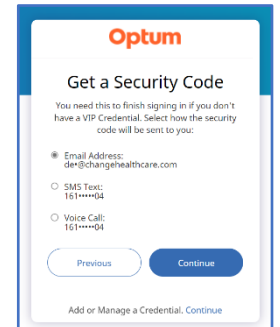 Optum
Get a Security Code
You need this to finish signing in if you don't
have a VIP Credential. Select how the security
code will be sent to you:
Email Address:
de•@changehealthcare.com
SMS Text:
161•••••04
Voice Call:
161•••••04
Previous
Continue
Add or Manage a Credential. Continue